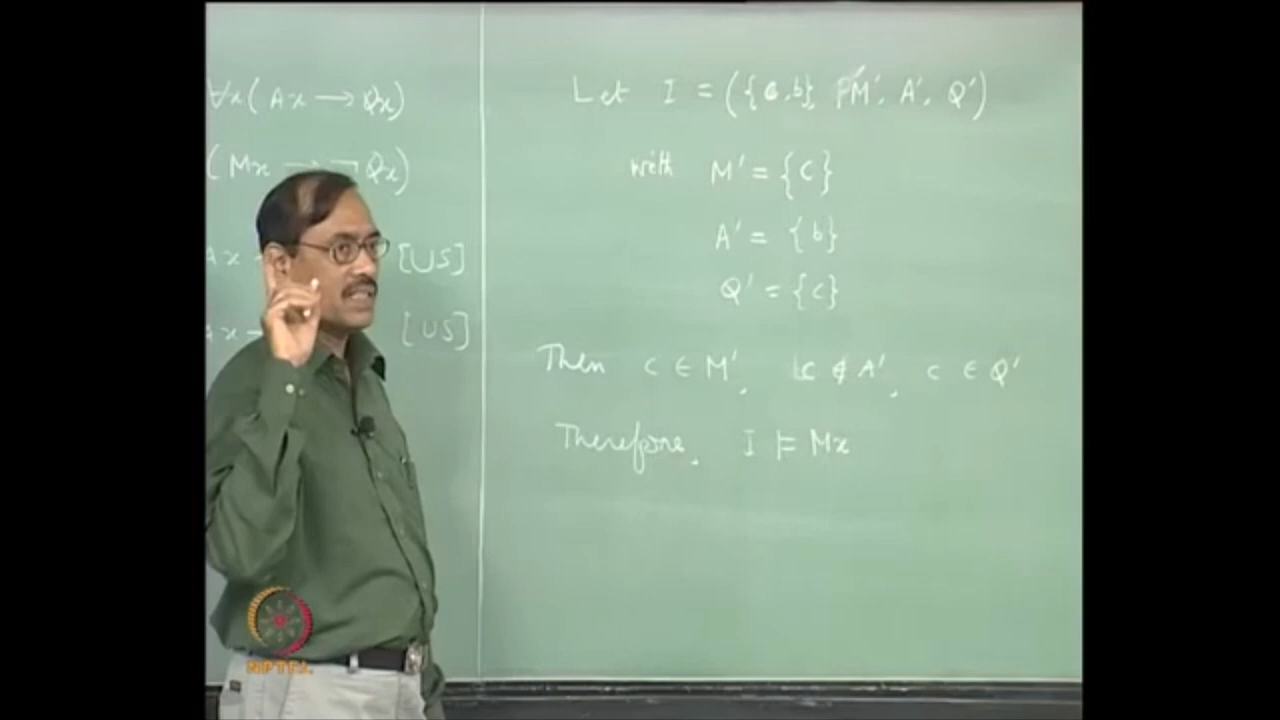 ∀x(Ax → Qx)
(Mx → ¬Qx)
Ax [US]
Ax → [US]
Let I = ({c, b}, M', A', Q')
with M' = {c}
A' = {b}
Q' = {c}
Then c ∈ M', c ∉ A', c ∈ Q'
Therefore, I ⊨ Mx
NPTEL